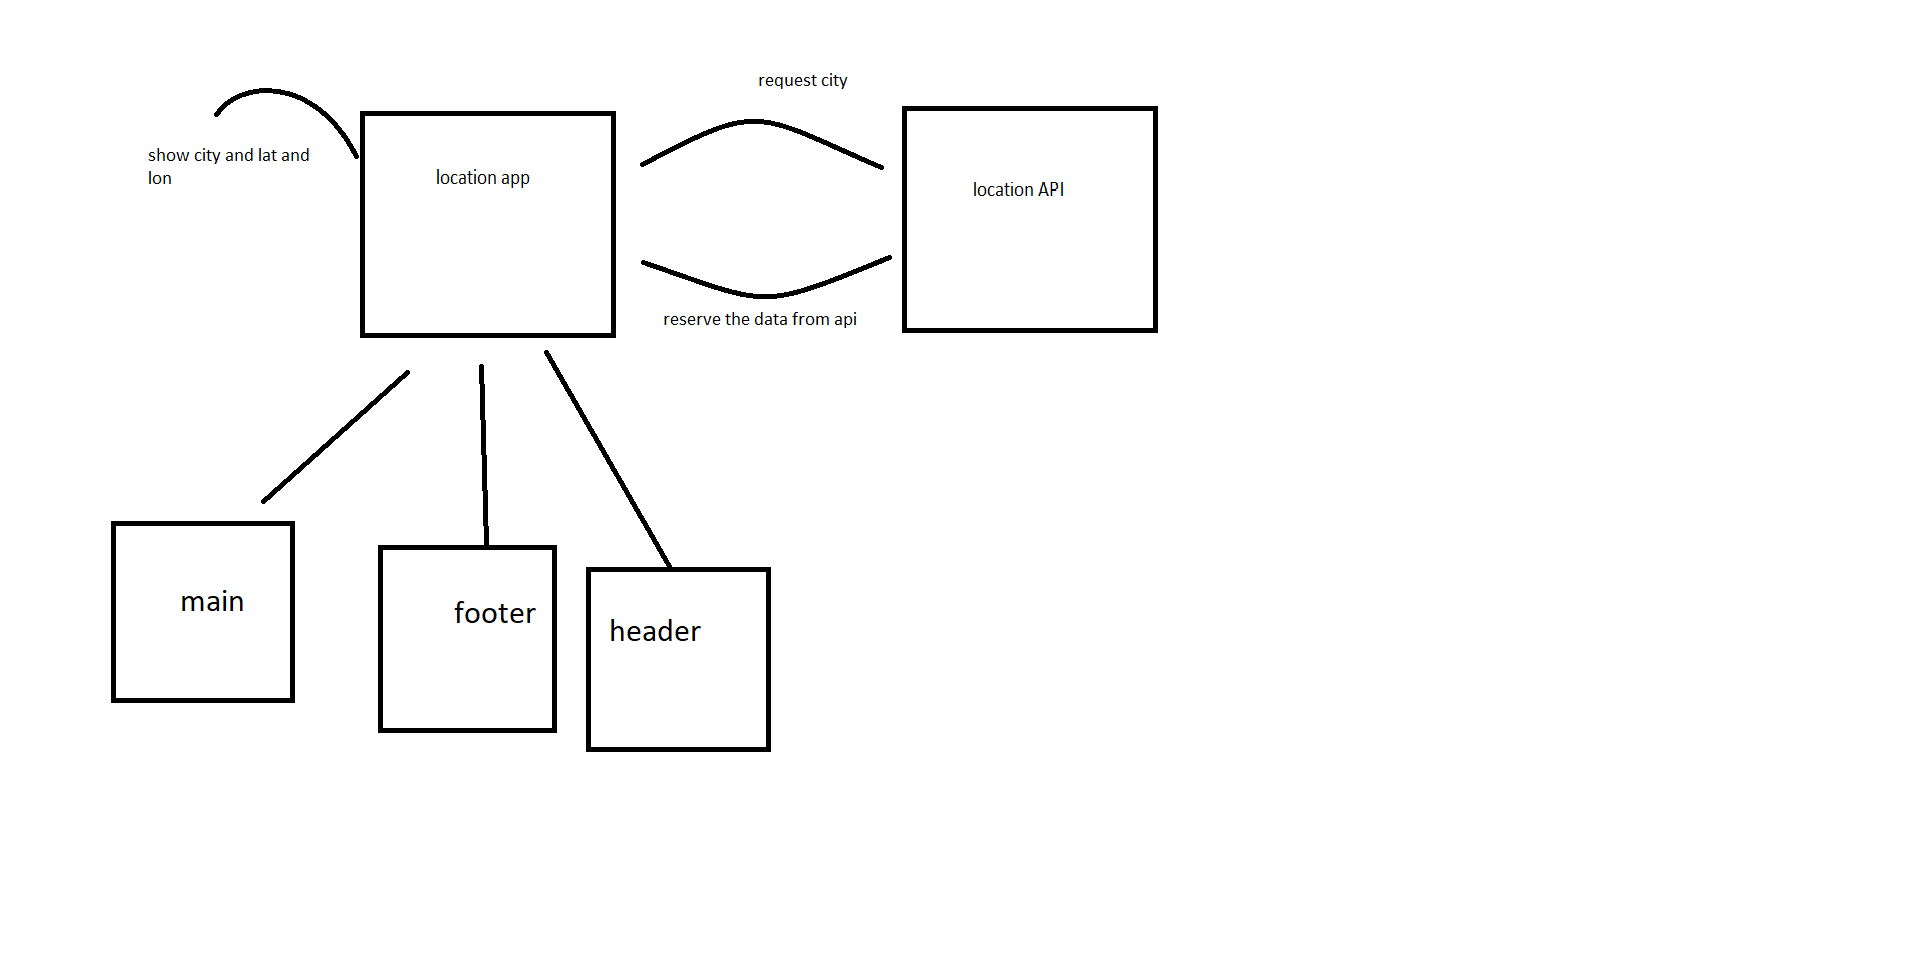 request city
show city and lat and
lon
location app
location API
reserve the data from api
main
footer
header